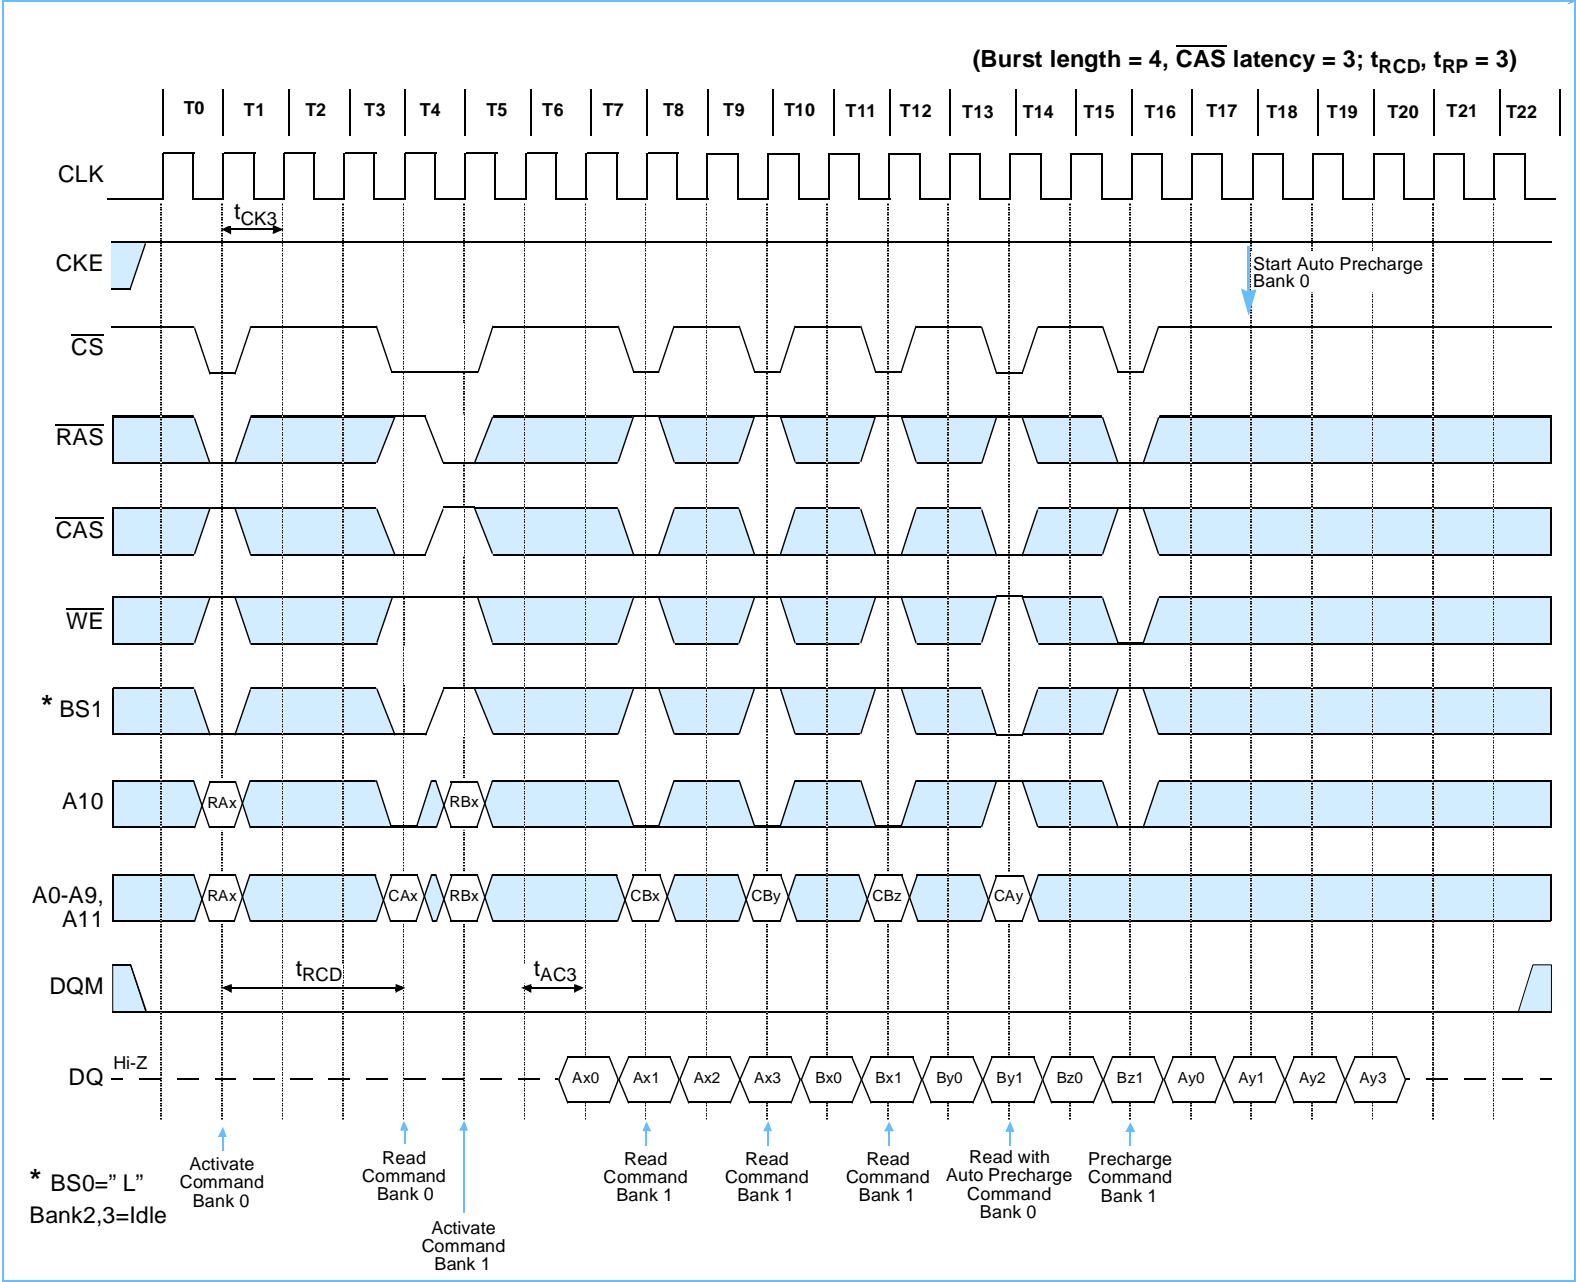 (Burst length = 4, CAS latency = 3; tRCD, tRP = 3)
T0 T1 T2 T3 T4 T5 T6 T7 T8 T9 T10 T11 T12 T13 T14 T15 T16 T17 T18 T19 T20 T21 T22
CLK
tCK3
CKE
Start Auto Precharge
Bank 0
CS
RAS
CAS
WE
* BS1
A10 RAx RBx
A0-A9,
A11
RAx CAx RBx CBx CBy CBz CAy
DQM
tRCD tAC3
DQ Hi-Z Ax0 Ax1 Ax2 Ax3 Bx0 Bx1 By0 By1 Bz0 Bz1 Ay0 Ay1 Ay2 Ay3
Activate
Command
Bank 0
Read
Command
Bank 0
Activate
Command
Bank 1
Read
Command
Bank 1
Read
Command
Bank 1
Read
Command
Bank 1
Read with
Auto Precharge
Command
Bank 0
Precharge
Command
Bank 1
* BS0=” L”
Bank2,3=Idle